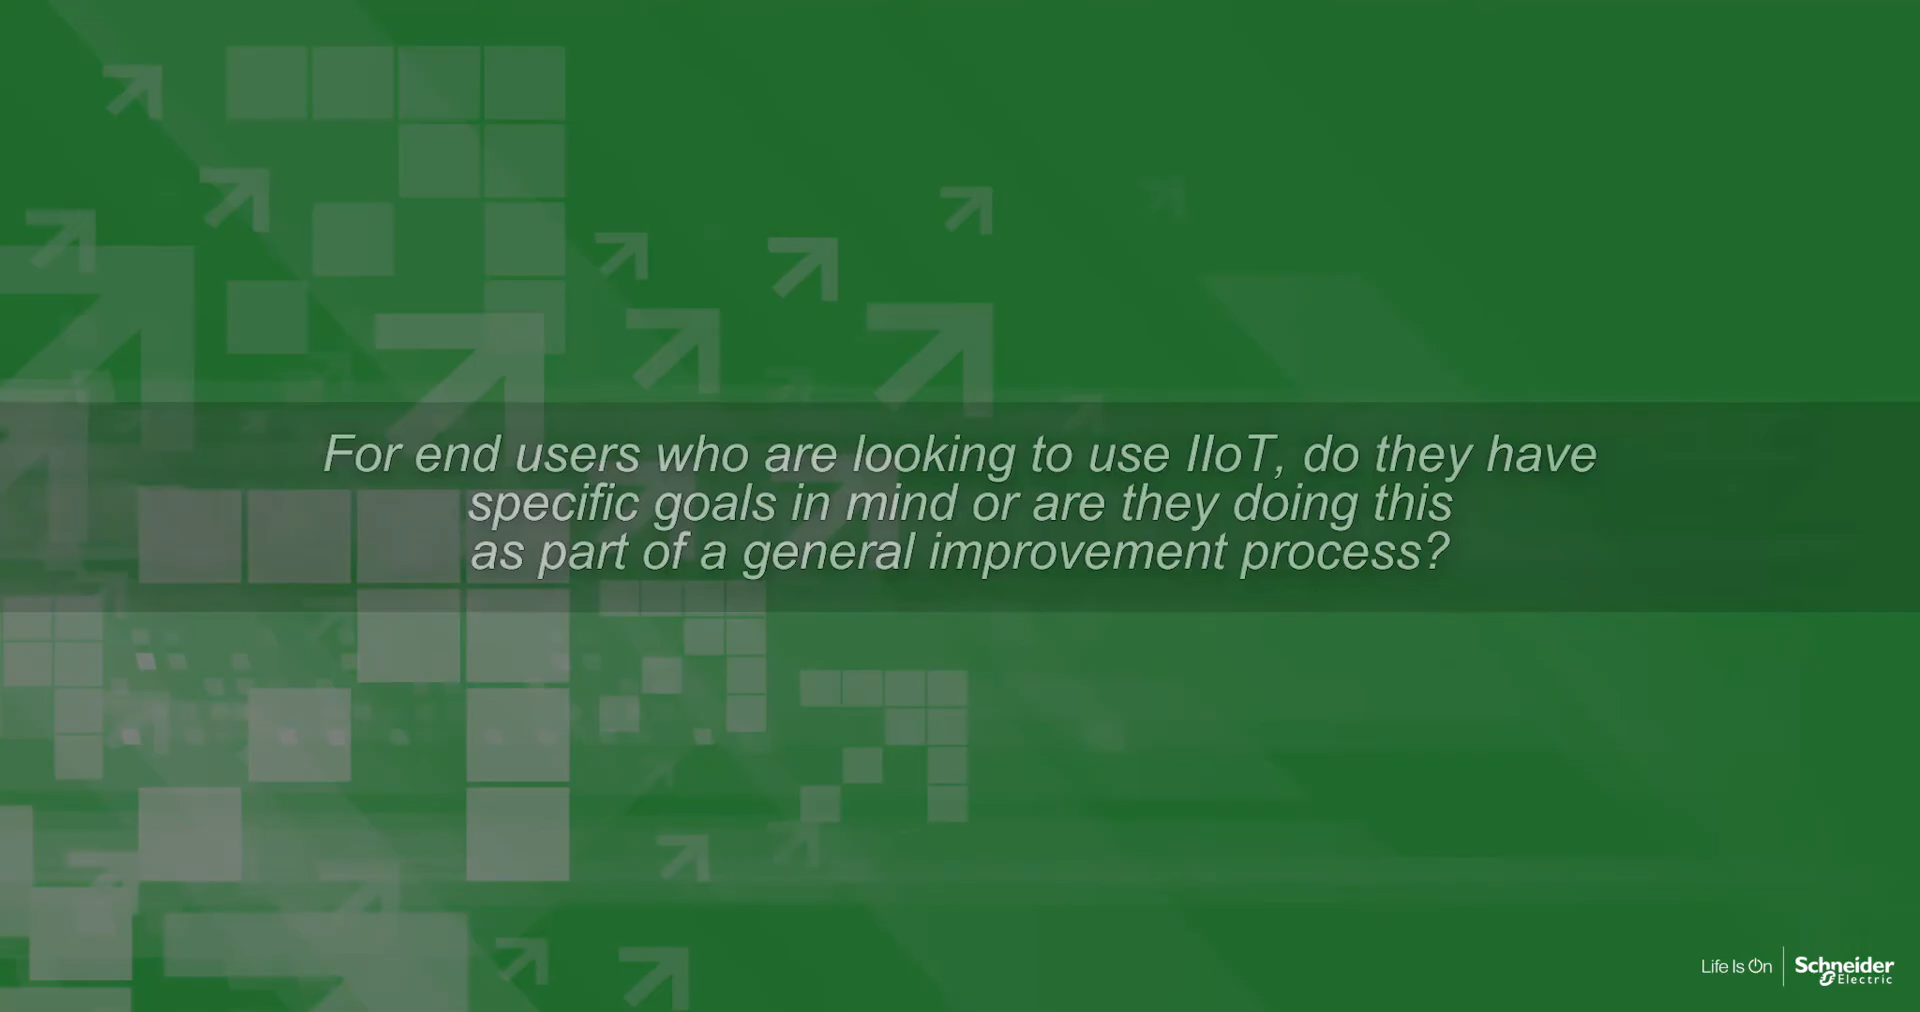 For end users who are looking to use IIoT, do they have
specific goals in mind or are they doing this
as part of a general improvement process?
Life Is On
Schneider
Electric